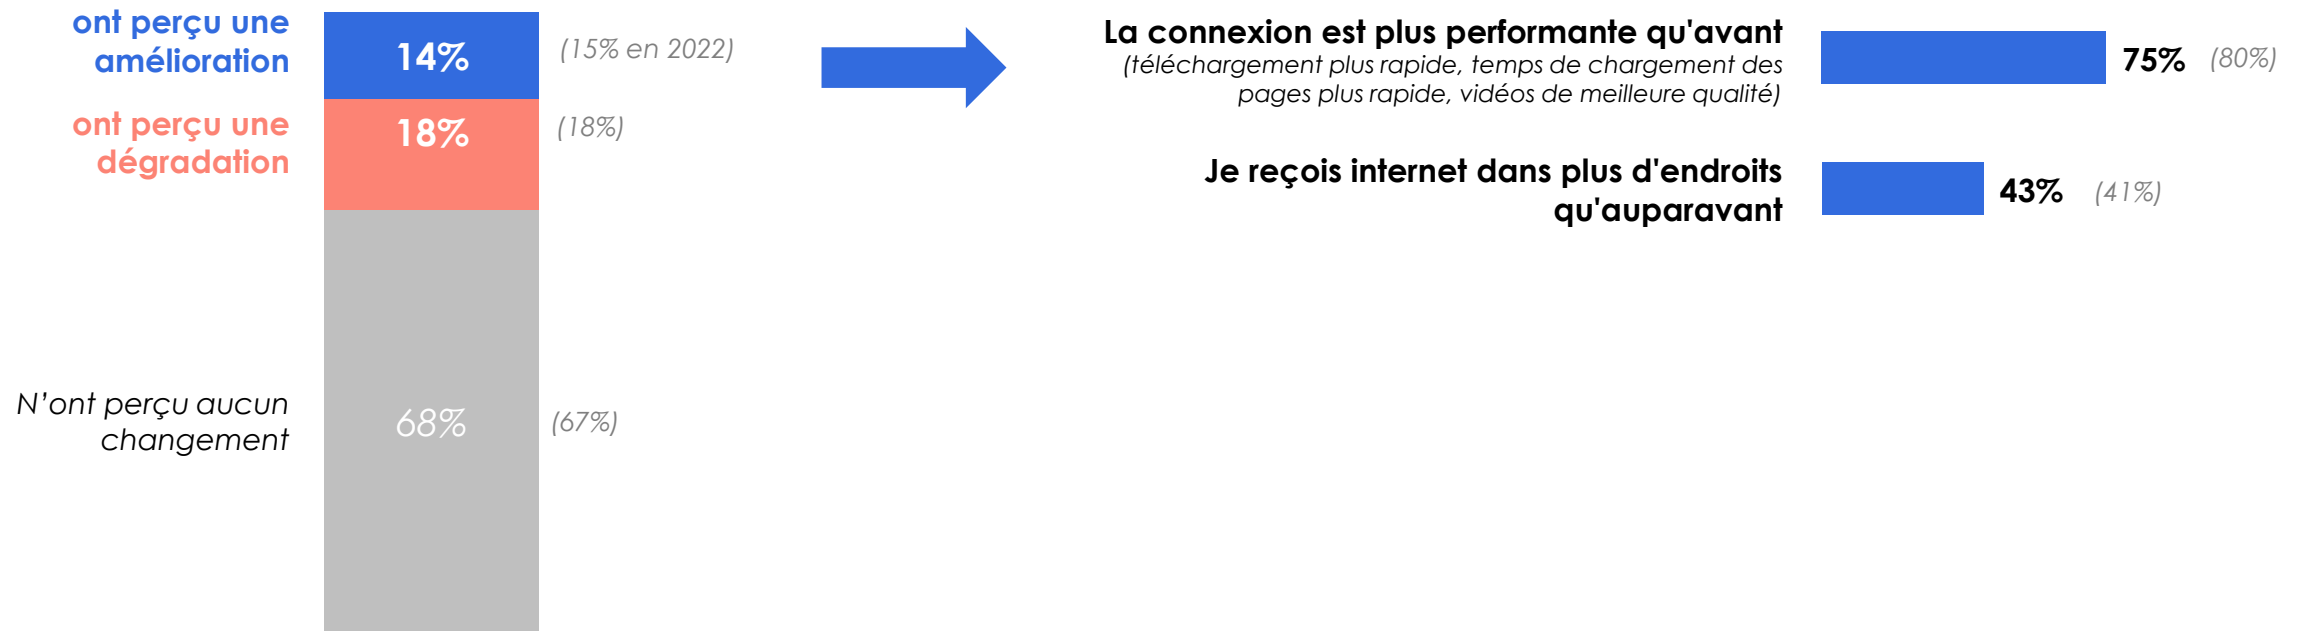 ont perçu une
amélioration
14%
(15% en 2022)
ont perçu une
dégradation
18%
(18%)
N’ont perçu aucun
changement
68%
(67%)
La connexion est plus performante qu'avant
(téléchargement plus rapide, temps de chargement des
pages plus rapide, vidéos de meilleure qualité)
75%
(80%)
Je reçois internet dans plus d'endroits
qu'auparavant
43%
(41%)